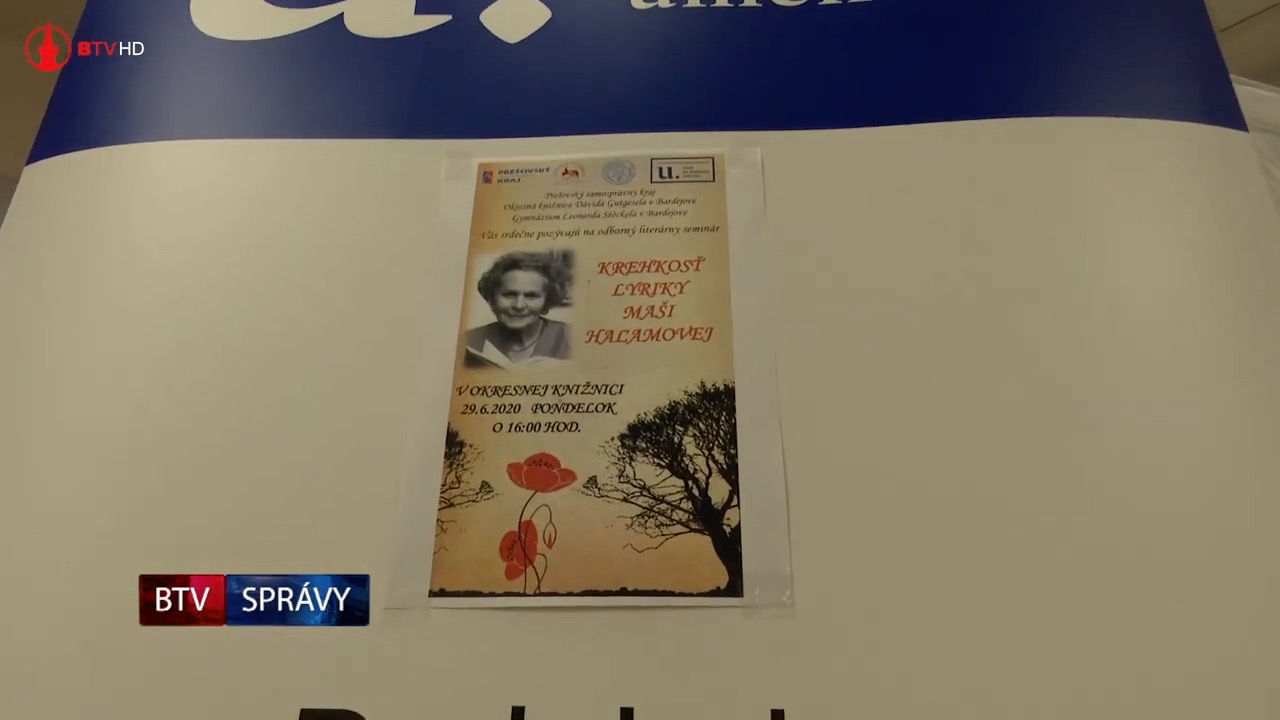 BTV HD
PREŠOVSKÝ
KRAJ
u.
Prešovský samosprávny kraj
Okresná knižnica Dávida Gutgesela v Bardejove
Gymnázium Leonarda Stöckela v Bardejove
Vás srdečne pozývajú na odborný literárny seminár
KREHKOSŤ
LYRIKY
MAŠI
HAĽAMOVEJ
V OKRESNEJ KNIŽNICI
29.6.2020 PONDELOK
O 16:00 HOD.
BTV SPRÁVY